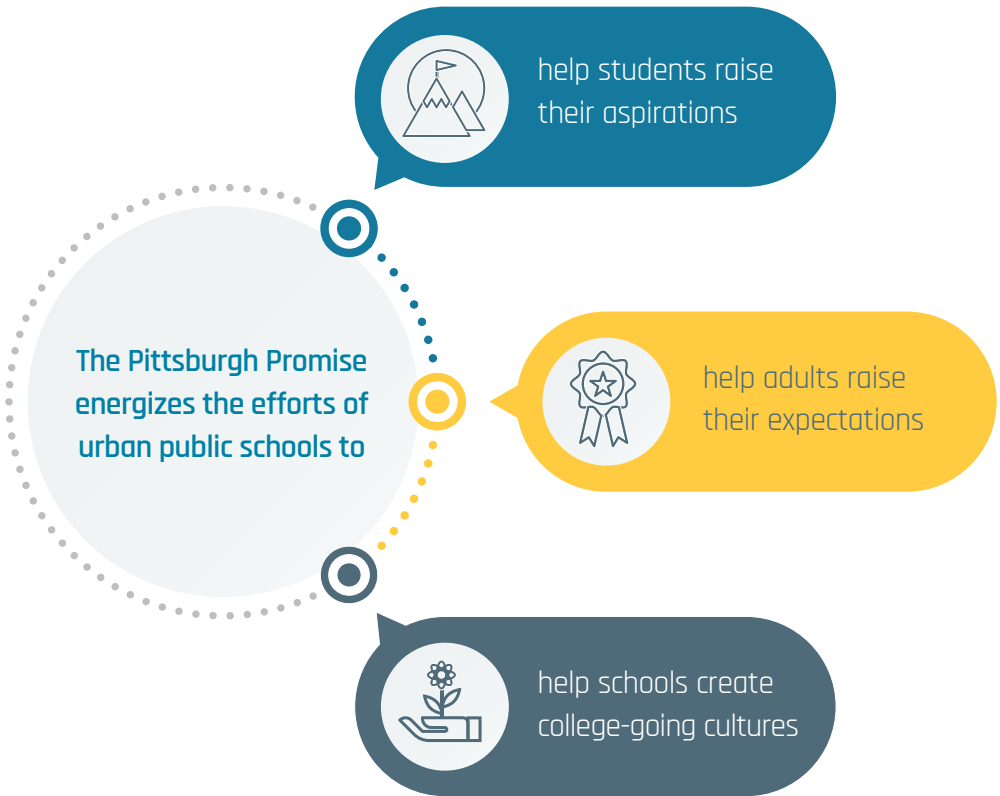 The Pittsburgh Promise
energizes the efforts of
urban public schools to
help students raise
their aspirations
help adults raise
their expectations
help schools create
college-going cultures